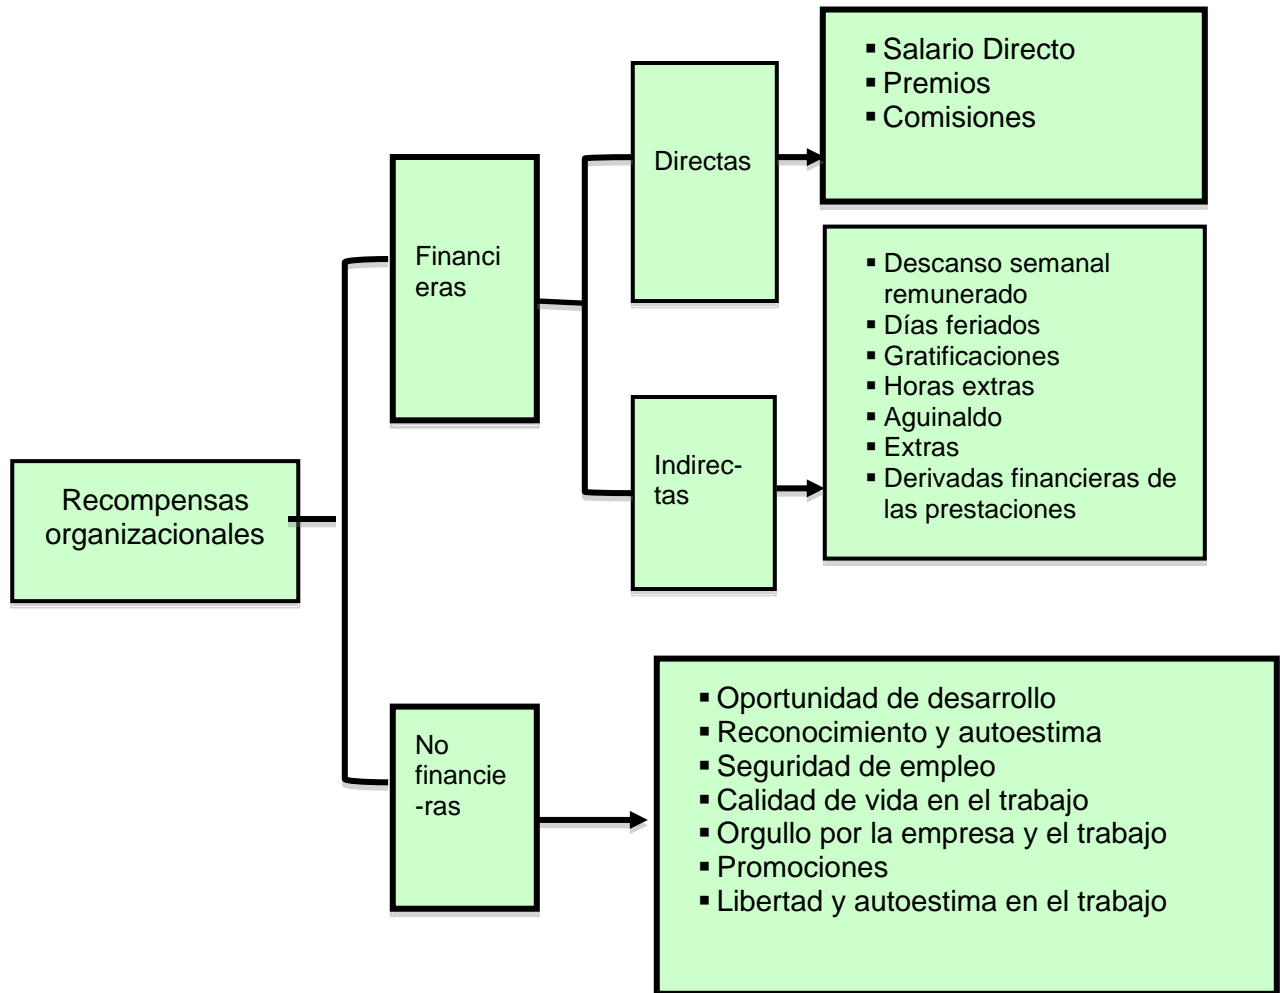 Recompensas
organizacionales
Financi
eras
Directas
▪ Salario Directo
▪ Premios
▪ Comisiones
Indirec-
tas
▪ Descanso semanal
remunerado
▪ Días feriados
▪ Gratificaciones
▪ Horas extras
▪ Aguinaldo
▪ Extras
▪ Derivadas financieras de
las prestaciones
No
financie
-ras
▪ Oportunidad de desarrollo
▪ Reconocimiento y autoestima
▪ Seguridad de empleo
▪ Calidad de vida en el trabajo
▪ Orgullo por la empresa y el trabajo
▪ Promociones
▪ Libertad y autoestima en el trabajo